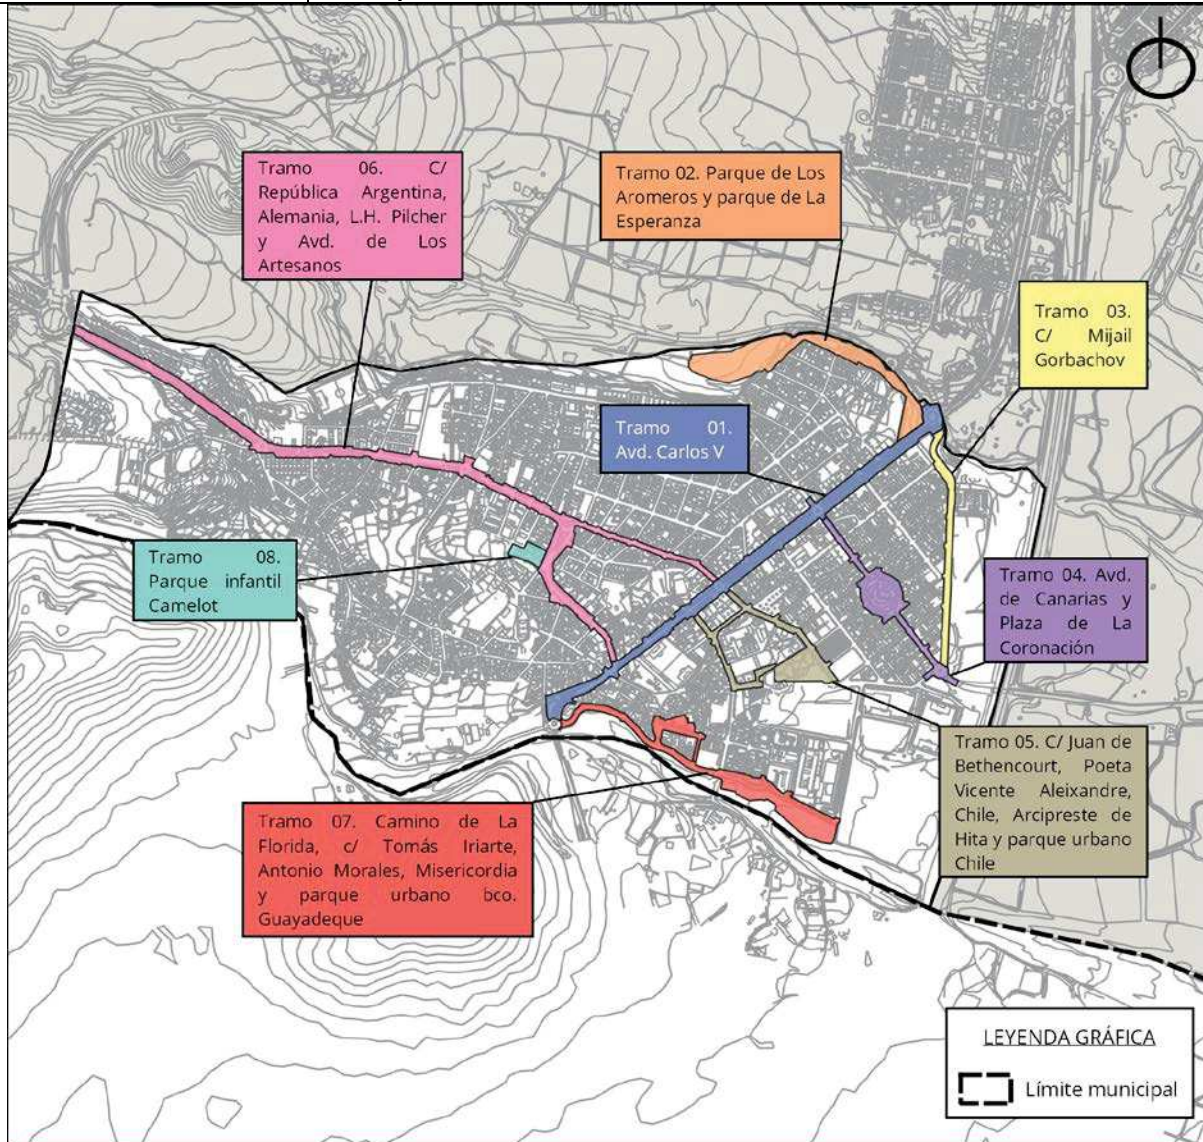 Tramo 06. C/
República Argentina,
Alemania, L.H. Pilcher
y Avd. de Los
Artesanos
Tramo 02. Parque de Los
Aromeros y parque de La
Esperanza
Tramo 03.
C/ Mijail
Gorbachov
Tramo 01.
Avd. Carlos V
Tramo 08.
Parque infantil
Camelot
Tramo 04. Avd.
de Canarias y
Plaza de La
Coronación
Tramo 05. C/ Juan de
Bethencourt, Poeta
Vicente Aleixandre,
Chile, Arcipreste de
Hita y parque urbano
Chile
Tramo 07. Camino de La
Florida, c/ Tomás Iriarte,
Antonio Morales, Misericordia
y parque urbano bco.
Guayadeque
LEYENDA GRÁFICA
Límite municipal